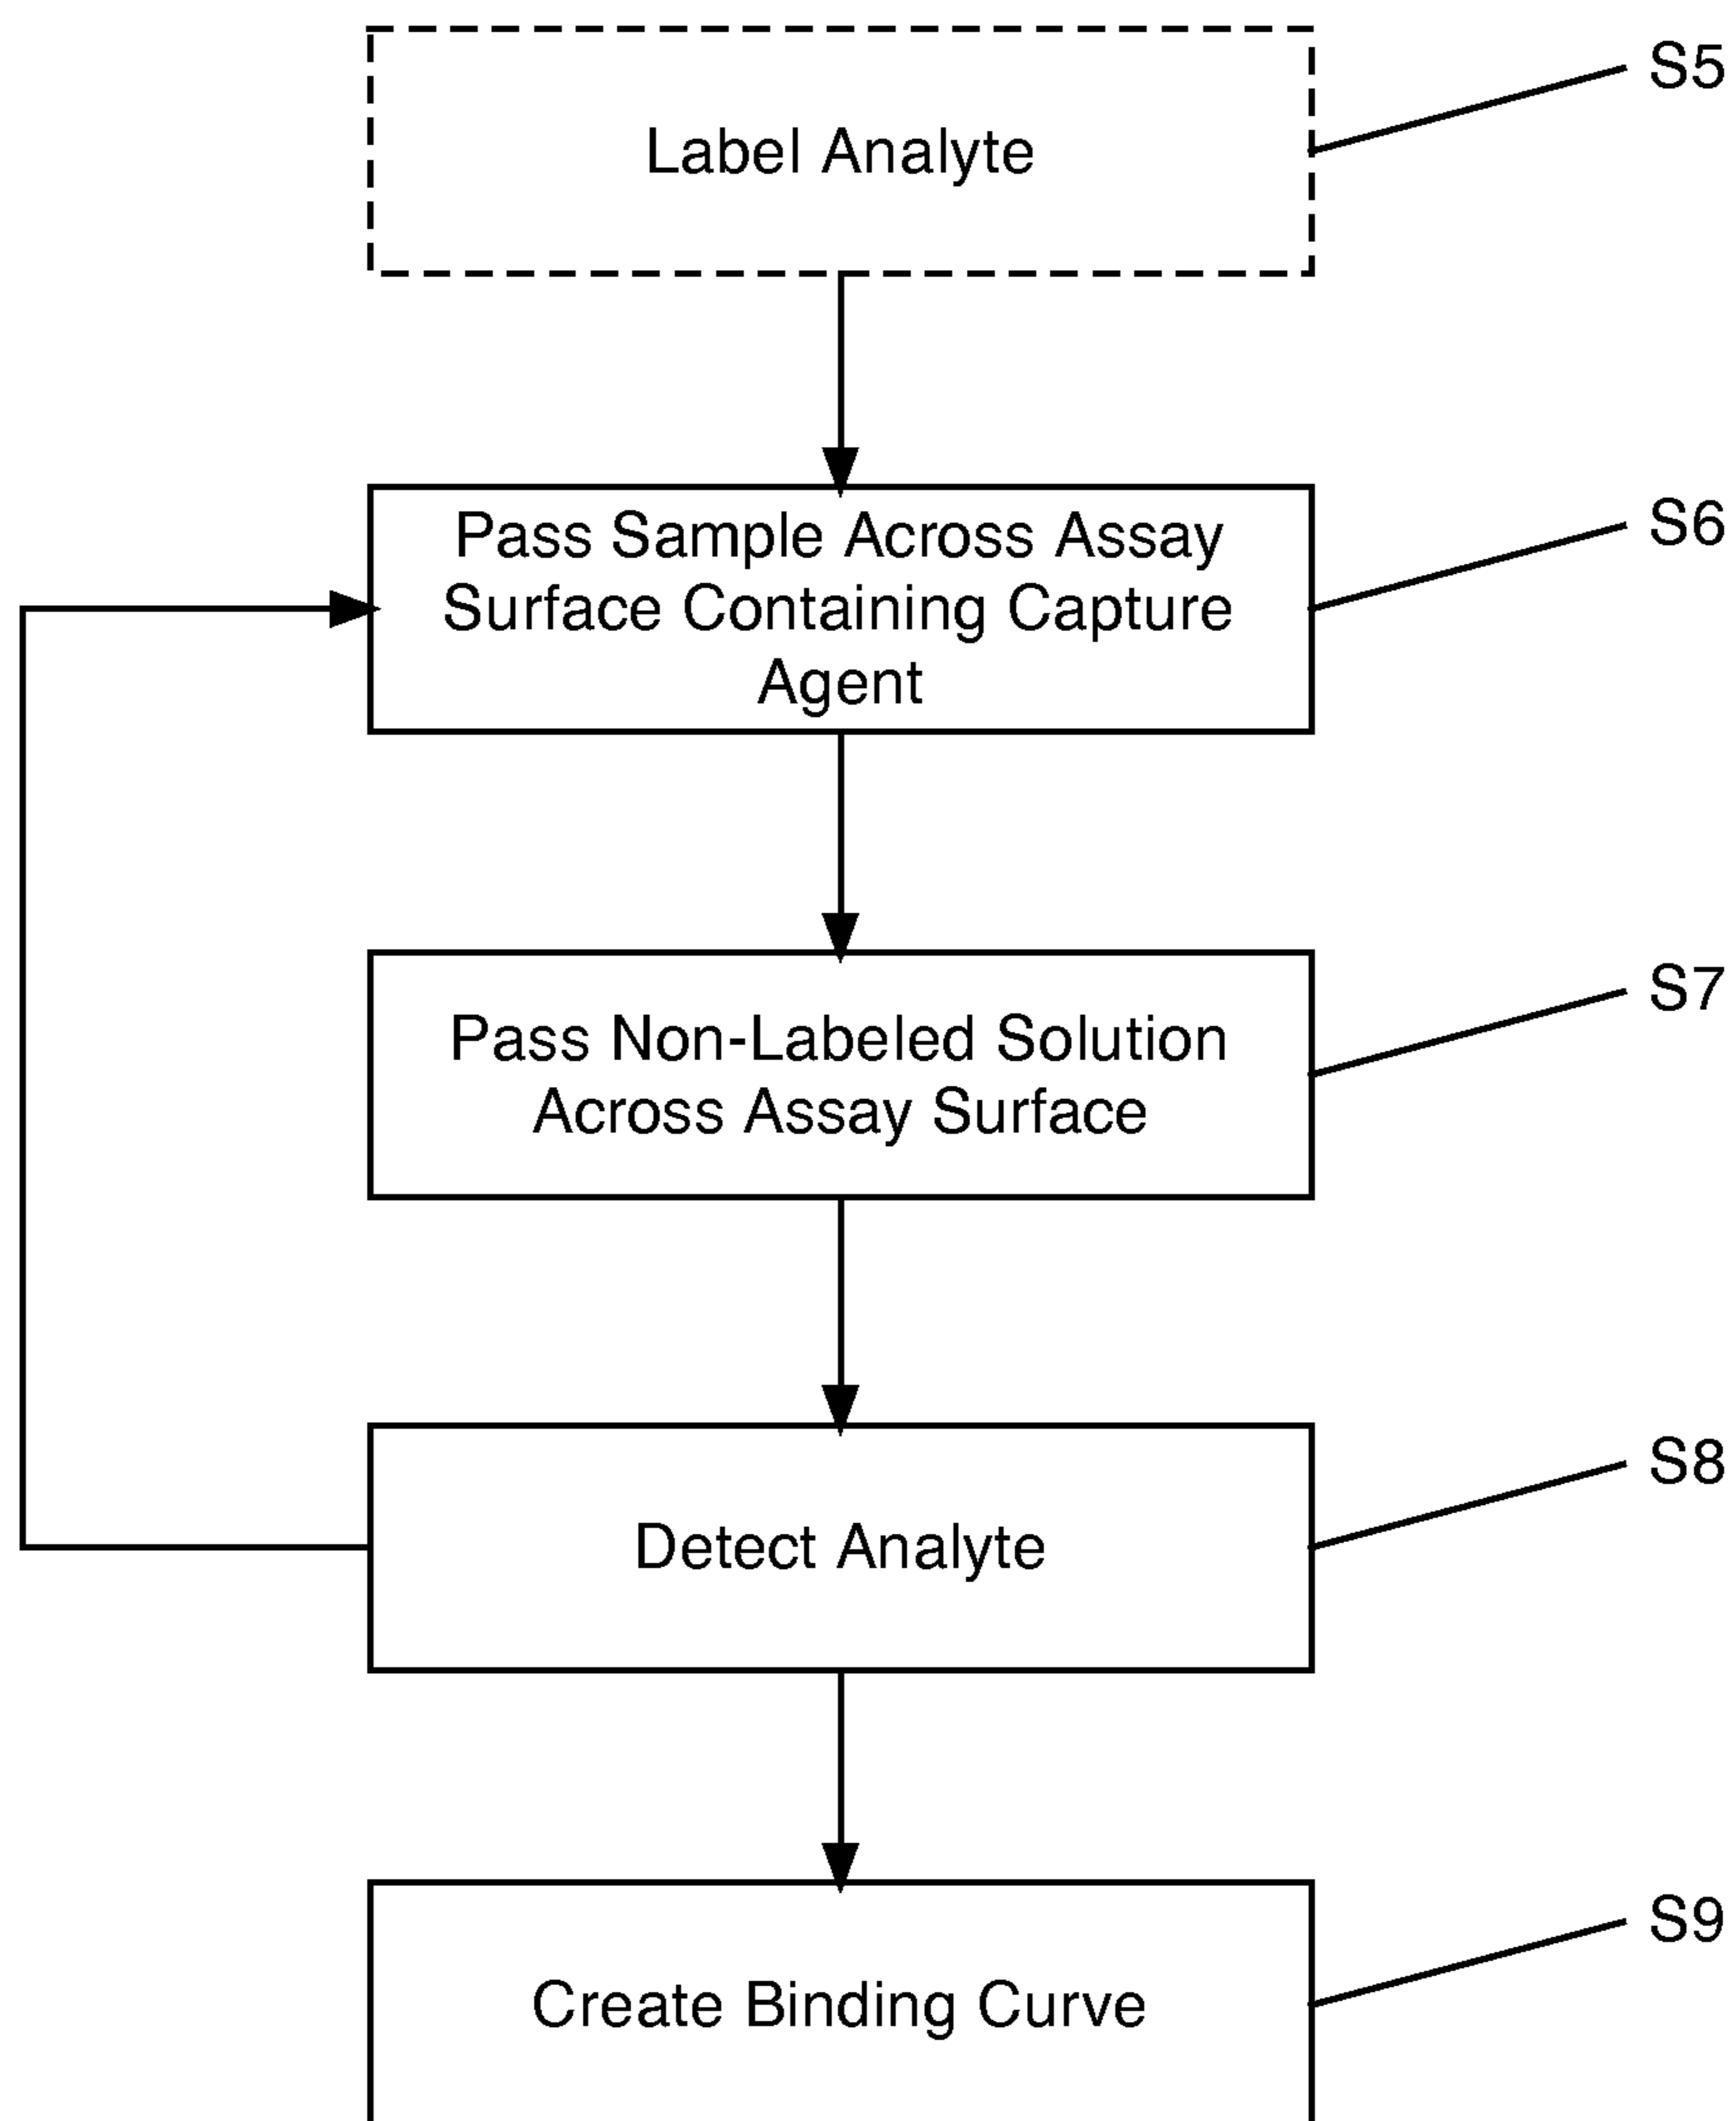 Label Analyte
S5
Pass Sample Across Assay
Surface Containing Capture
Agent
S6
Pass Non-Labeled Solution
Across Assay Surface
S7
Detect Analyte
S8
Create Binding Curve
S9